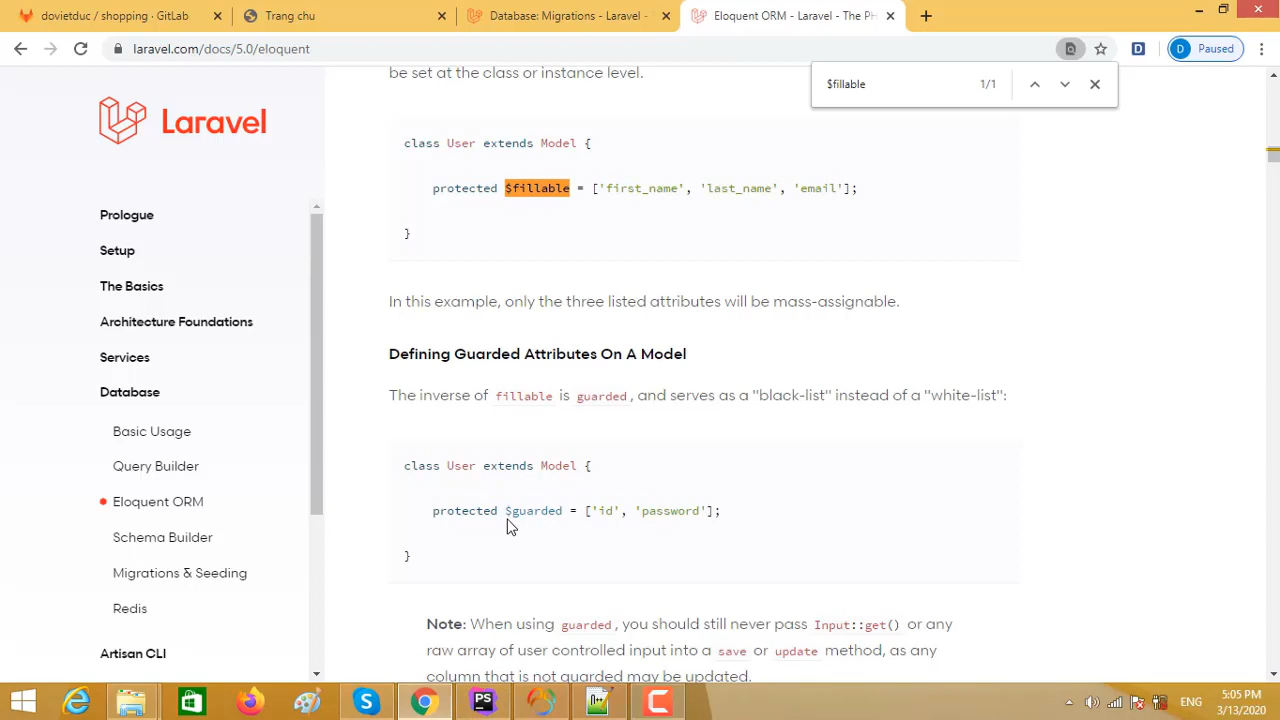 dovietduc / shopping · GitLab
Trang chu
Database: Migrations - Laravel -
Eloquent ORM - Laravel - The PH
laravel.com/docs/5.0/eloquent
D
D
Paused
$fillable
1/1
be set at the class or instance level.
Laravel
class User extends Model {
protected $fillable = ['first_name', 'last_name', 'email'];
}
Prologue
Setup
The Basics
Architecture Foundations
Services
Database
Basic Usage
Query Builder
Eloquent ORM
Schema Builder
Migrations & Seeding
Redis
Artisan CLI
In this example, only the three listed attributes will be mass-assignable.
Defining Guarded Attributes On A Model
The inverse of fillable is guarded, and serves as a "black-list" instead of a "white-list":
class User extends Model {
protected $guarded = ['id', 'password'];
}
Note: When using guarded, you should still never pass Input::get() or any
raw array of user controlled input into a save or update method, as any
column that is not guarded may be updated.
ENG
5:05 PM
3/13/2020